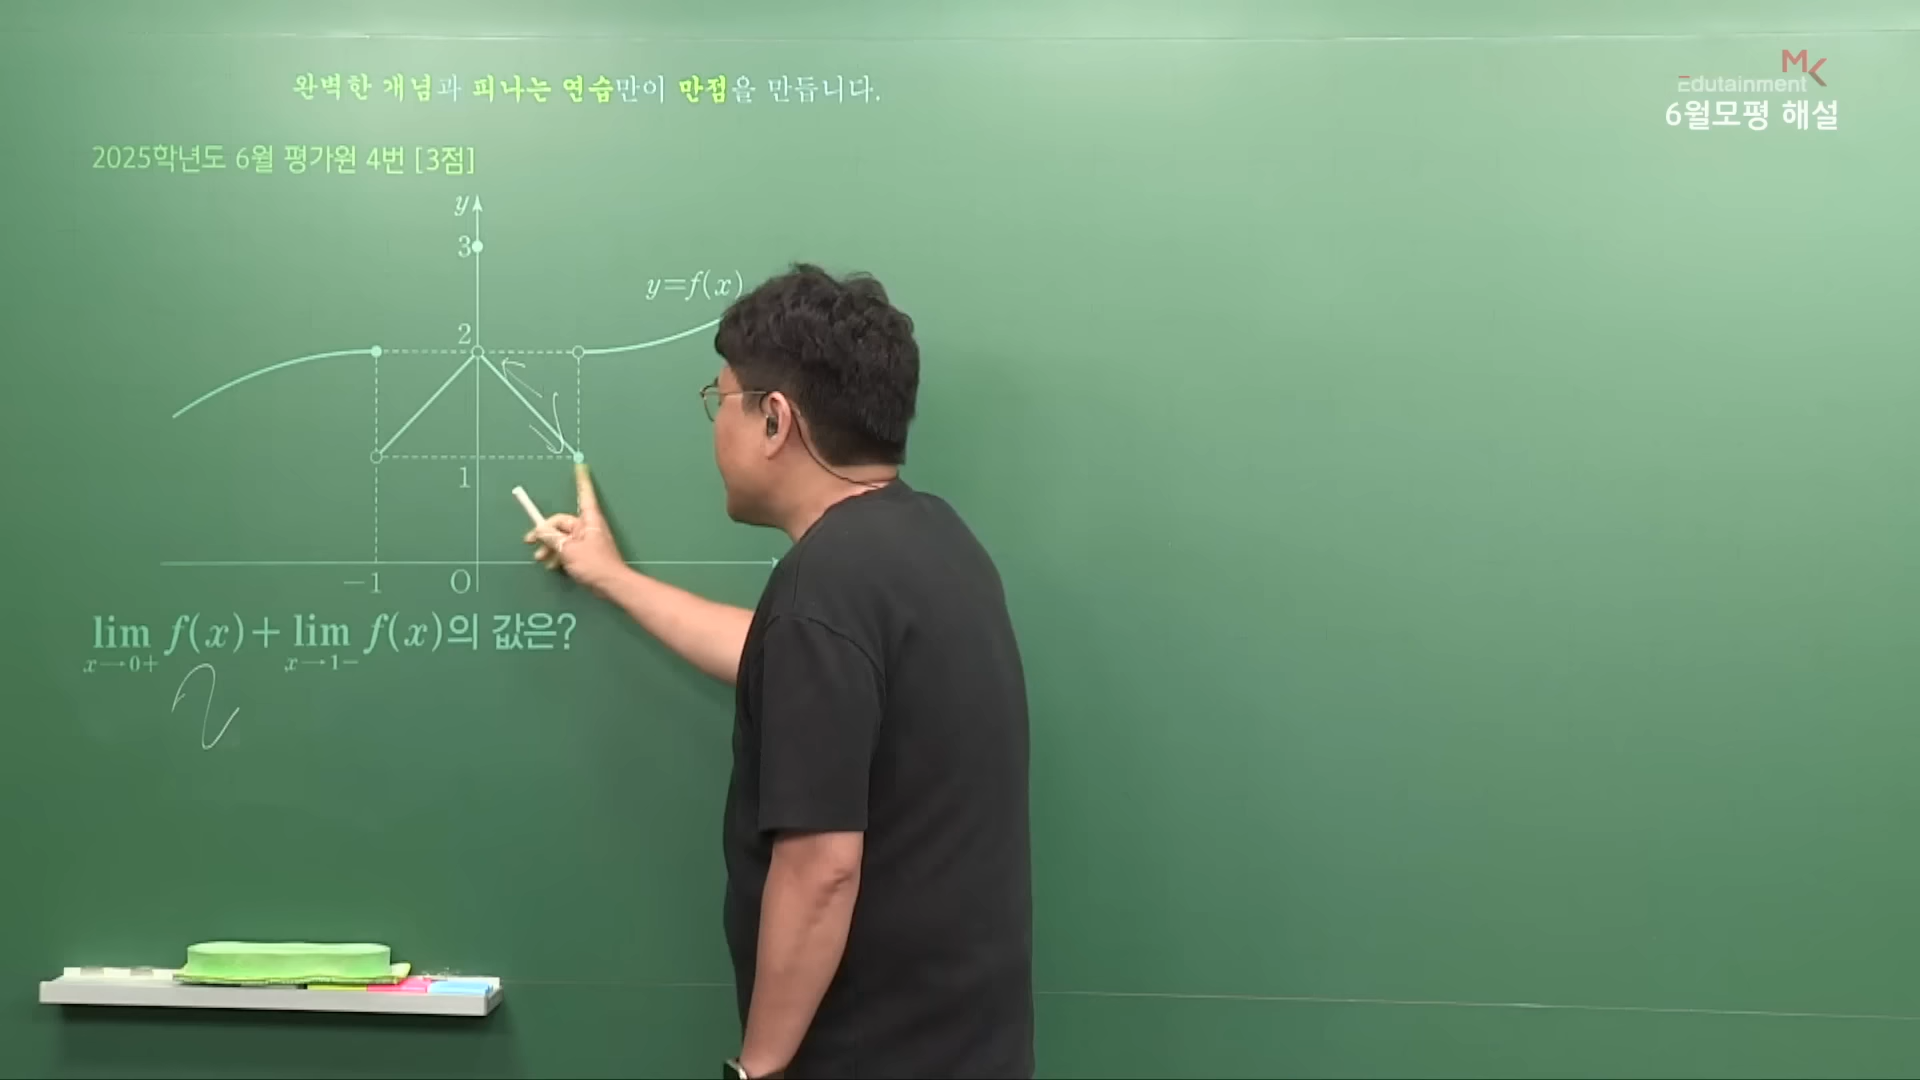 완벽한 개념과 피나는 연습만이 만점을 만듭니다.
MK
Edutainment
6월모평 해설
2025학년도 6월 평가원 4번 [3점]
y
3
y=f(x)
2
1
-1 O
lim f(x)+lim f(x)의 값은?
x→0+ x→1-
2